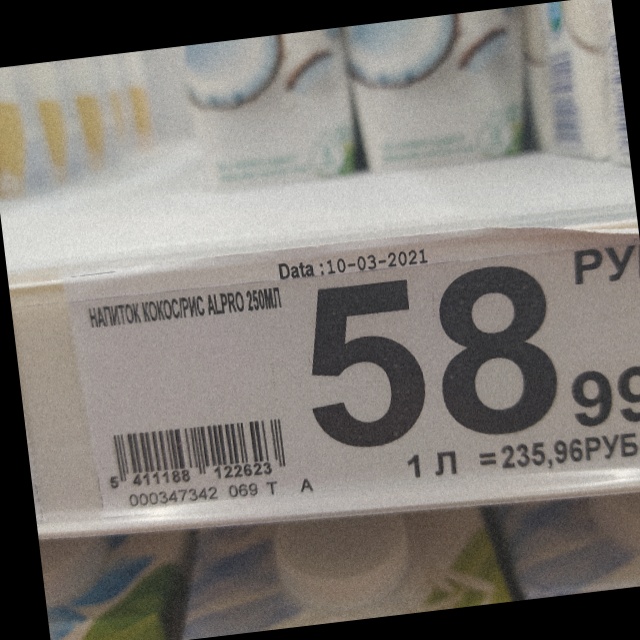 Data :10-03-2021
НАПИТОК КОКОС/РИС ALPRO 250МЛ
58 99
РУ
1 Л =235,96РУБ
5 411188 122623
000347342 069 T A